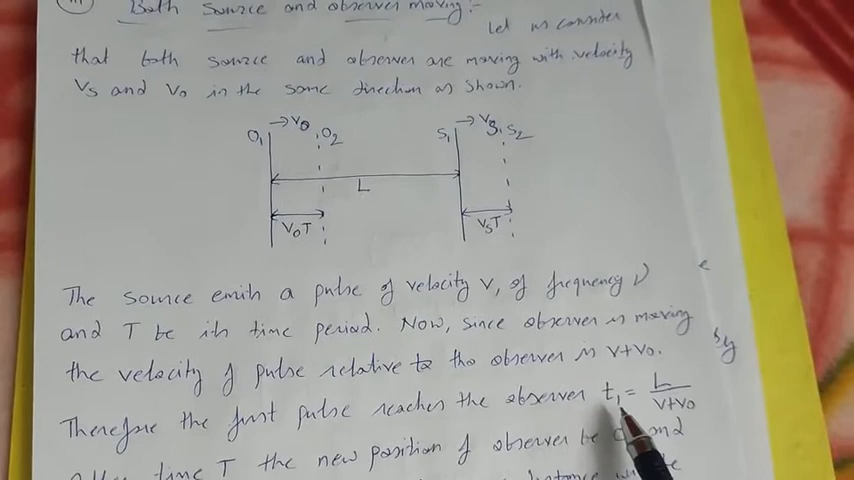 Both Source and observer moving:-
Let us consider
that both source and observer are moving with velocity
Vs and Vo in the same direction as shown.
O1 → Vo O2 S1 → Vs S2
L
VoT VsT
The source emits a pulse of velocity V, of frequency ν
and T be its time period. Now, since observer is moving
the velocity of pulse relative to the observer is V+Vo.
by
Therefore the first pulse reaches the observer t1 = L / V+Vo
time T the new position of observer be and
distance